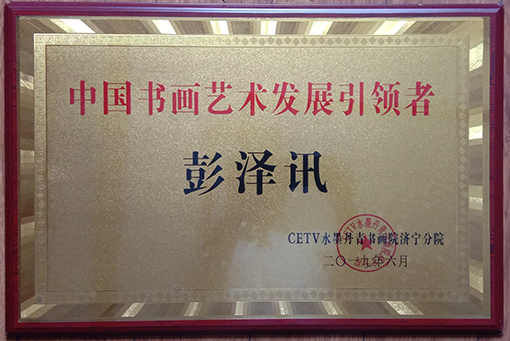 中国书画艺术发展引领者
彭泽讯
CETV水墨丹青书画院济宁分院
二〇一九年六月